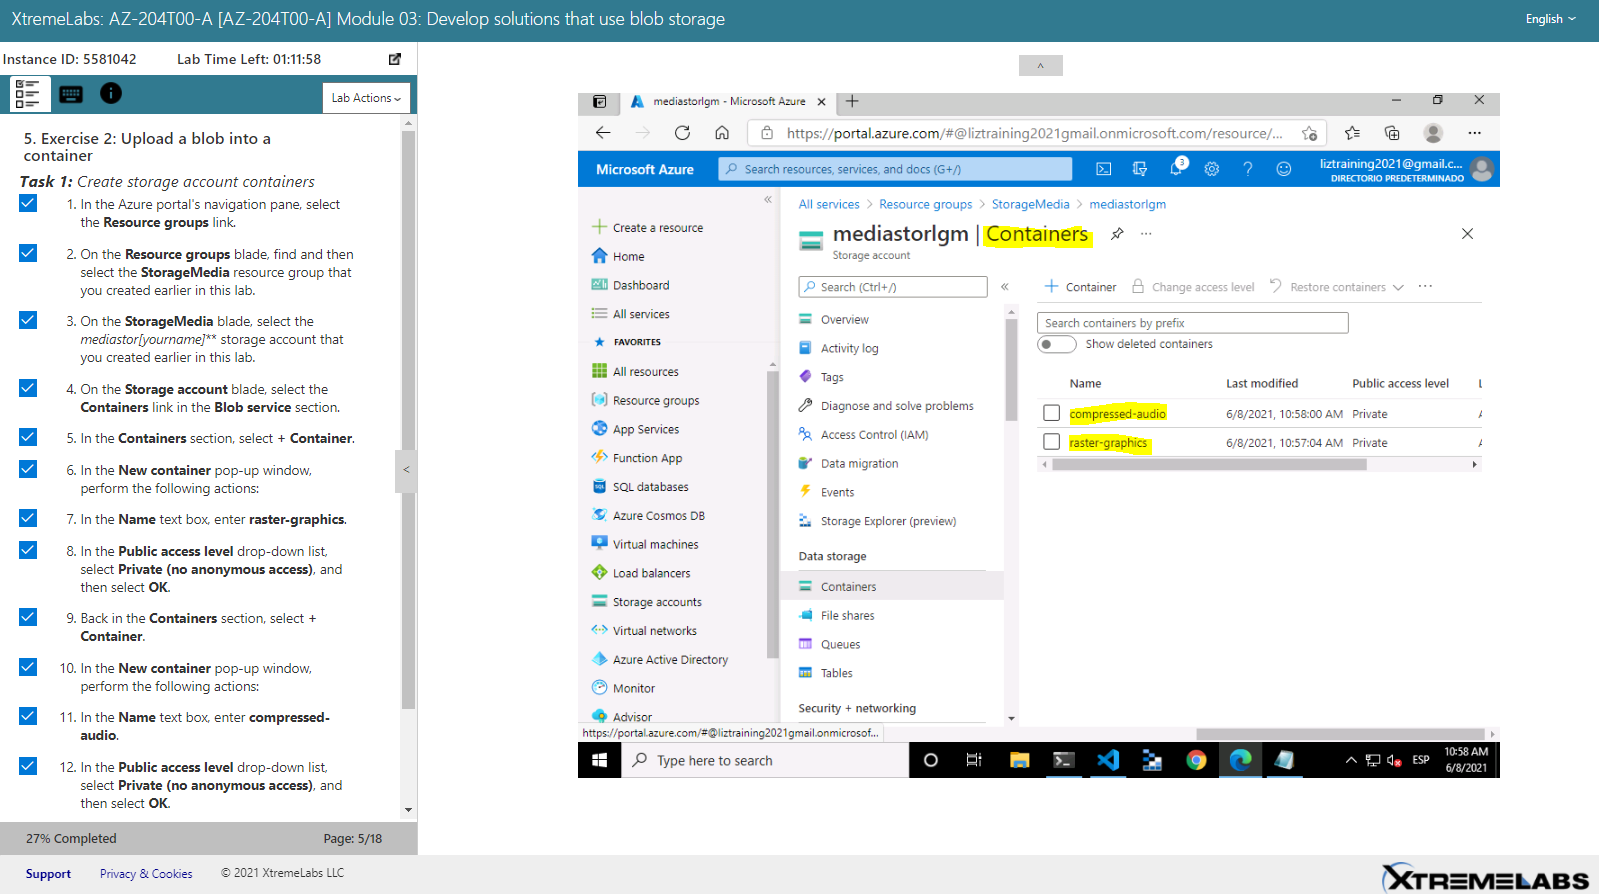 XtremeLabs: AZ-204T00-A [AZ-204T00-A] Module 03: Develop solutions that use blob storage
English
Instance ID: 5581042 Lab Time Left: 01:11:58
Lab Actions
5. Exercise 2: Upload a blob into a
container
Task 1: Create storage account containers
1. In the Azure portal's navigation pane, select
the Resource groups link.
2. On the Resource groups blade, find and then
select the StorageMedia resource group that
you created earlier in this lab.
3. On the StorageMedia blade, select the
mediastor[yourname]** storage account that
you created earlier in this lab.
4. On the Storage account blade, select the
Containers link in the Blob service section.
5. In the Containers section, select + Container.
6. In the New container pop-up window,
perform the following actions:
7. In the Name text box, enter raster-graphics.
8. In the Public access level drop-down list,
select Private (no anonymous access), and
then select OK.
9. Back in the Containers section, select +
Container.
10. In the New container pop-up window,
perform the following actions:
11. In the Name text box, enter compressed-
audio.
12. In the Public access level drop-down list,
select Private (no anonymous access), and
then select OK.
27% Completed Page: 5/18
mediastorlgm - Microsoft Azure
https://portal.azure.com/#@liztraining2021gmail.onmicrosoft.com/resource/...
Microsoft Azure
Search resources, services, and docs (G+/)
3
liztraining2021@gmail.c...
DIRECTORIO PREDETERMINADO
Create a resource
Home
Dashboard
All services
FAVORITES
All resources
Resource groups
App Services
Function App
SQL databases
Azure Cosmos DB
Virtual machines
Load balancers
Storage accounts
Virtual networks
Azure Active Directory
Monitor
Advisor
https://portal.azure.com/#@liztraining2021gmail.onmicrosof...
All services > Resource groups > StorageMedia > mediastorlgm
mediastorlgm | Containers
Storage account
Search (Ctrl+/)
Overview
Activity log
Tags
Diagnose and solve problems
Access Control (IAM)
Data migration
Events
Storage Explorer (preview)
Data storage
Containers
File shares
Queues
Tables
Security + networking
Container Change access level Restore containers
Search containers by prefix
Show deleted containers
Name Last modified Public access level
compressed-audio 6/8/2021, 10:58:00 AM Private
raster-graphics 6/8/2021, 10:57:04 AM Private
Type here to search
ESP
10:58 AM
6/8/2021
Support Privacy & Cookies © 2021 XtremeLabs LLC
XTREMELABS